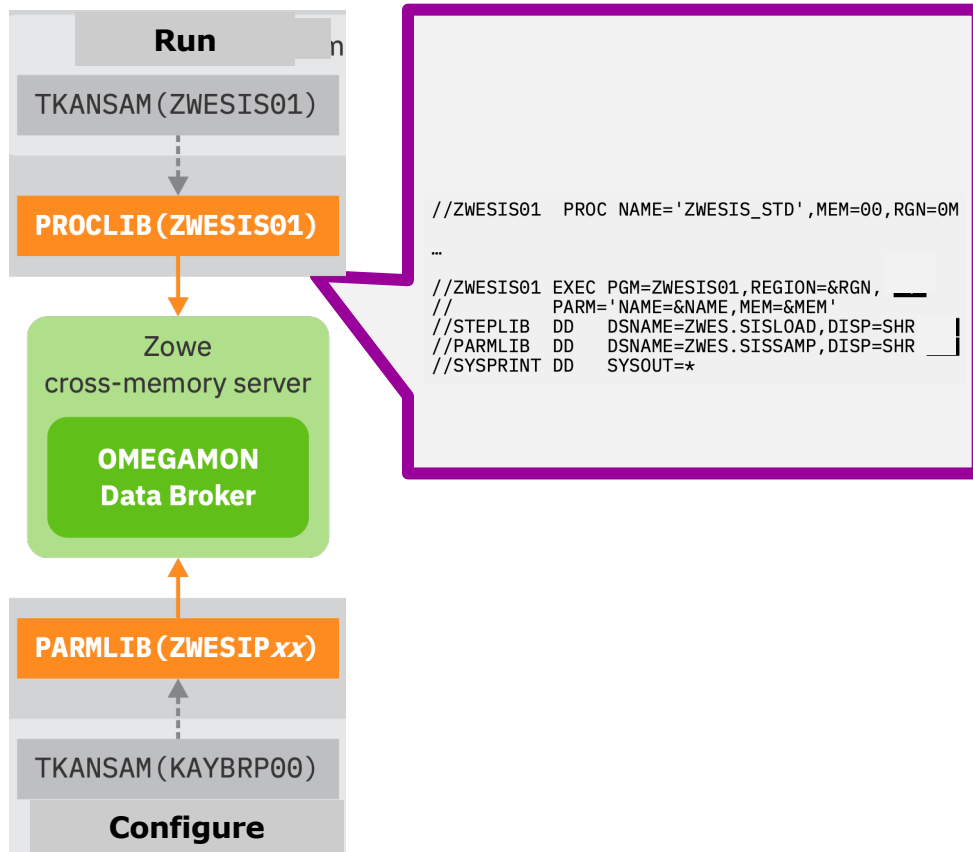 Run
m
TKANSAM(ZWESIS01)
PROCLIB(ZWESIS01)
Zowe
cross-memory server
OMEGAMON
Data Broker
PARMLIB(ZWESIPxx)
TKANSAM(KAYBRP00)
Configure
//ZWESIS01  PROC NAME='ZWESIS_STD',MEM=00,RGN=0M
…
//ZWESIS01 EXEC PGM=ZWESIS01,REGION=&RGN,
//         PARM='NAME=&NAME,MEM=&MEM'
//STEPLIB  DD   DSNAME=ZWES.SISLOAD,DISP=SHR
//PARMLIB  DD   DSNAME=ZWES.SISSAMP,DISP=SHR
//SYSPRINT DD   SYSOUT=*